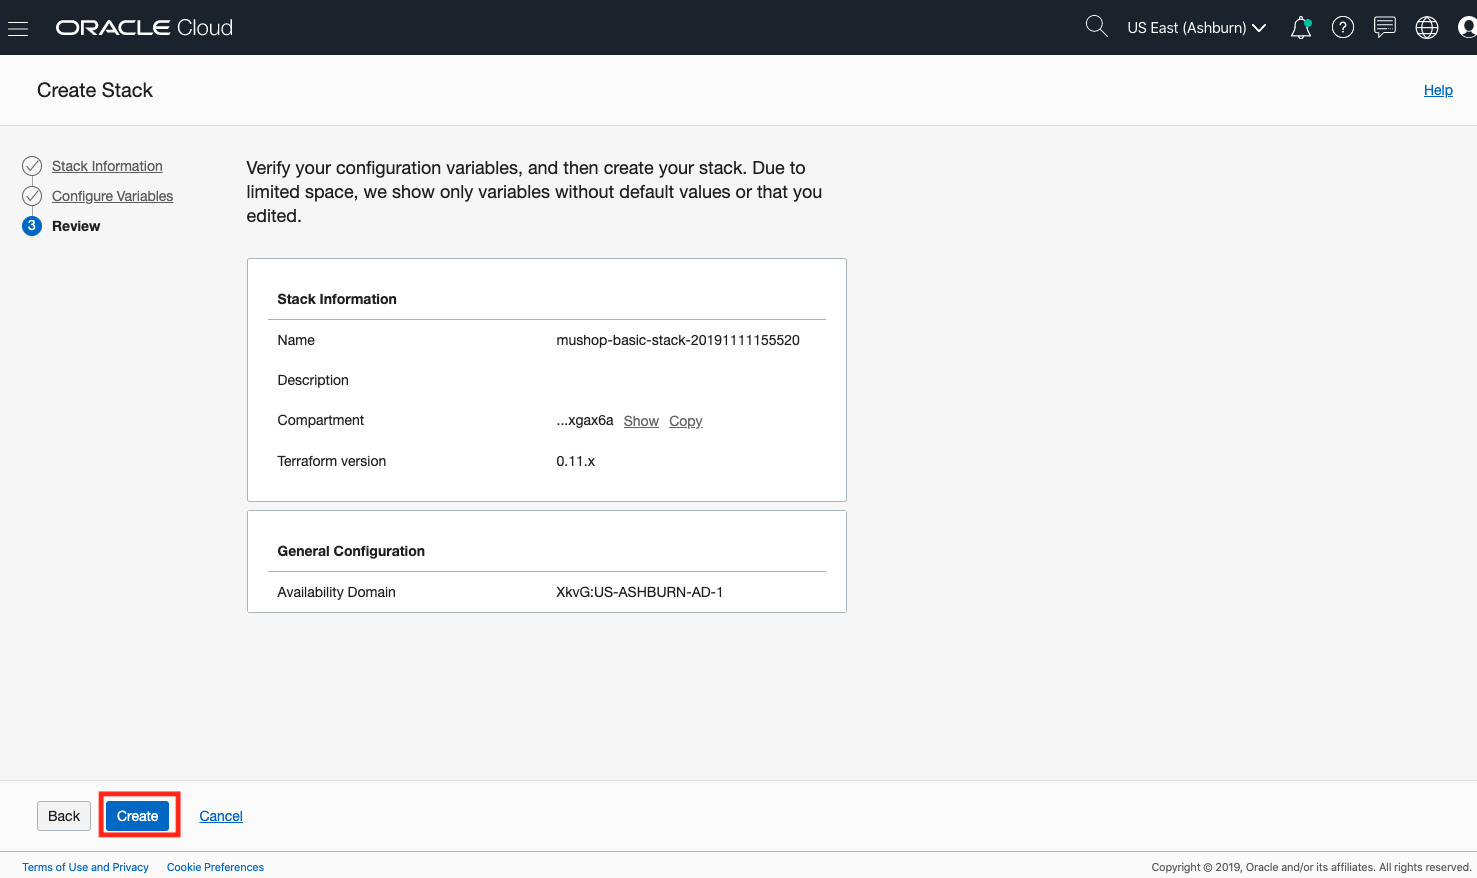 ORACLE Cloud
US East (Ashburn)
?
Create Stack
Help
Stack Information
Configure Variables
3 Review
Verify your configuration variables, and then create your stack. Due to
limited space, we show only variables without default values or that you
edited.
Stack Information
Name mushop-basic-stack-20191111155520
Description
Compartment ...xgax6a Show Copy
Terraform version 0.11.x
General Configuration
Availability Domain XkvG:US-ASHBURN-AD-1
Back Create Cancel
Terms of Use and Privacy Cookie Preferences
Copyright © 2019, Oracle and/or its affiliates. All rights reserved.